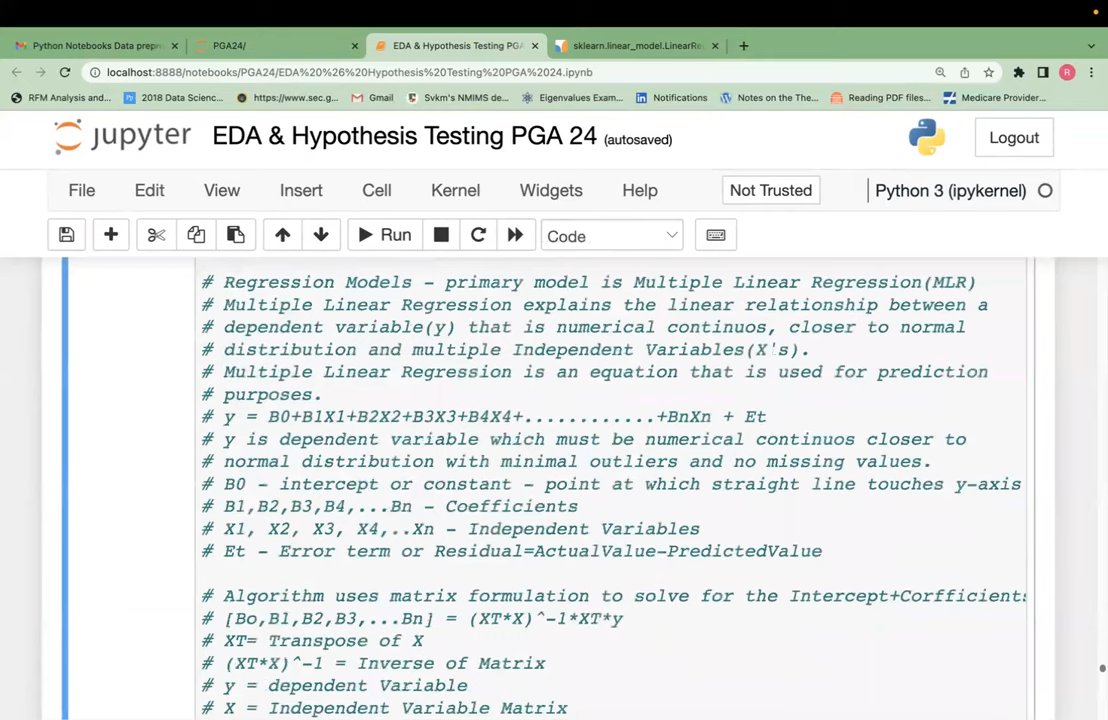 Python Notebooks Data prepro
PGA24/
EDA & Hypothesis Testing PGA
sklearn.linear_model.LinearRe
localhost:8888/notebooks/PGA24/EDA%20%26%20Hypothesis%20Testing%20PGA%2024.ipynb
R
RFM Analysis and...
2018 Data Scienc...
https://www.sec.g...
Gmail
Svkm's NMIMS de...
Eigenvalues Exam...
Notifications
Notes on the The...
Reading PDF files...
Medicare Provider...
jupyter EDA & Hypothesis Testing PGA 24 (autosaved)
Logout
File Edit View Insert Cell Kernel Widgets Help Not Trusted Python 3 (ipykernel)
Run Code
# Regression Models - primary model is Multiple Linear Regression(MLR)
# Multiple Linear Regression explains the linear relationship between a
# dependent variable(y) that is numerical continuos, closer to normal
# distribution and multiple Independent Variables(X's).
# Multiple Linear Regression is an equation that is used for prediction
# purposes.
# y = B0+B1X1+B2X2+B3X3+B4X4+............+BnXn + Et
# y is dependent variable which must be numerical continuos closer to
# normal distribution with minimal outliers and no missing values.
# B0 - intercept or constant - point at which straight line touches y-axis
# B1,B2,B3,B4,...Bn - Coefficients
# X1, X2, X3, X4,..Xn - Independent Variables
# Et - Error term or Residual=ActualValue-PredictedValue
# Algorithm uses matrix formulation to solve for the Intercept+Corfficients
# [Bo,B1,B2,B3,...Bn] = (XT*X)^-1*XT*y
# XT= Transpose of X
# (XT*X)^-1 = Inverse of Matrix
# y = dependent Variable
# X = Independent Variable Matrix